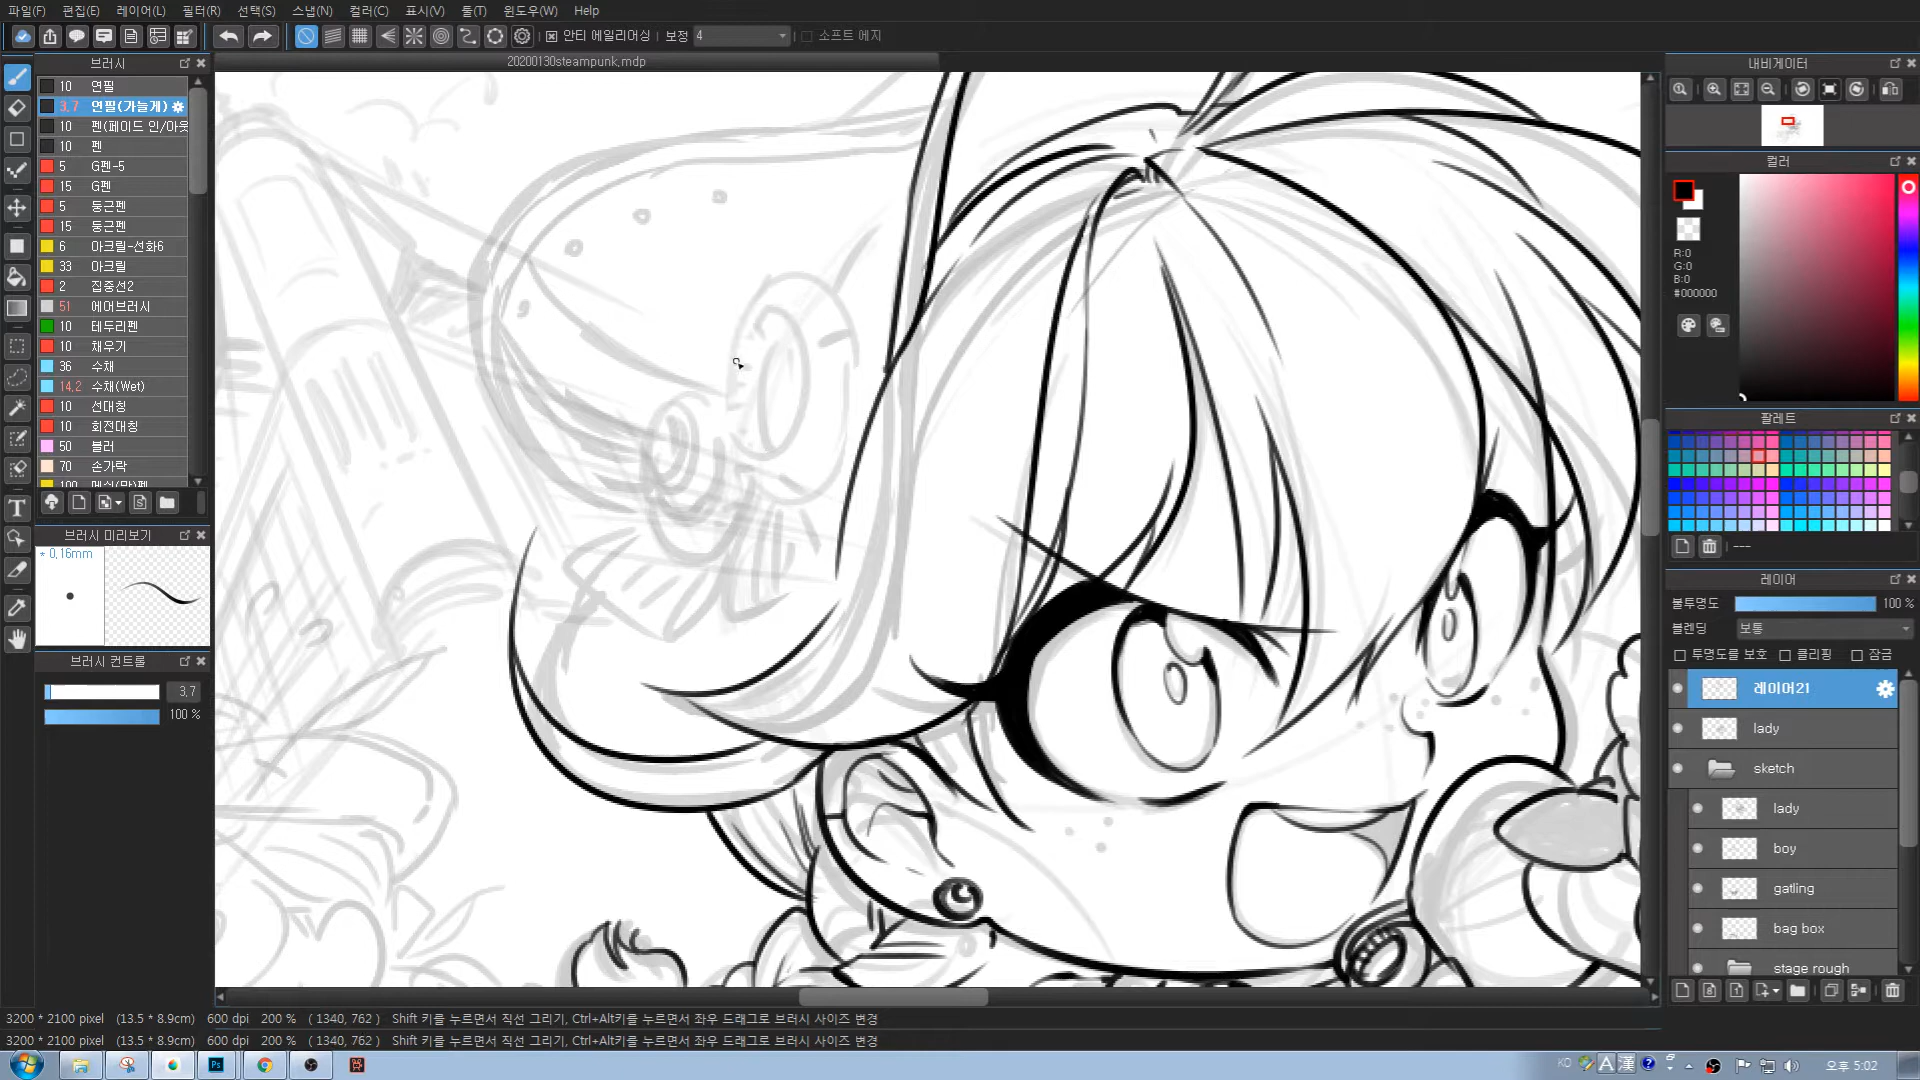 파일(F) 편집(E) 레이어(L) 필터(R) 선택(S) 스냅(N) 컬러(C) 표시(V) 툴(T) 윈도우(W) Help
안티 에일리어싱 보정 4 소프트 에지
브러시
20200130steampunk.mdp
10 연필
3.7 연필(가늘게)
10 펜(페이드 인/아웃
10 펜
5 G펜-5
15 G펜
5 둥근펜
15 둥근펜
6 아크릴-선화6
33 아크릴
2 집중선2
51 에어브러시
10 테두리펜
10 채우기
36 수채
14.2 수채(Wet)
10 선대칭
10 회전대칭
50 블러
70 손가락
브러시 미리보기
* 0.16mm
브러시 컨트롤
3.7
100 %
내비게이터
컬러
R:0
G:0
B:0
#000000
팔레트
---
레이어
불투명도 100 %
블렌딩 보통
투명도를 보호 클리핑 잠금
레이어21
lady
sketch
lady
boy
gatling
bag box
stage rough
3200 * 2100 pixel (13.5 * 8.9cm) 600 dpi 200 % ( 1340, 762 ) Shift 키를 누르면서 직선 그리기, Ctrl+Alt키를 누르면서 좌우 드래그로 브러시 사이즈 변경
3200 * 2100 pixel (13.5 * 8.9cm) 600 dpi 200 % ( 1340, 762 ) Shift 키를 누르면서 직선 그리기, Ctrl+Alt키를 누르면서 좌우 드래그로 브러시 사이즈 변경
Ps
KO A 漢 오후 5:02